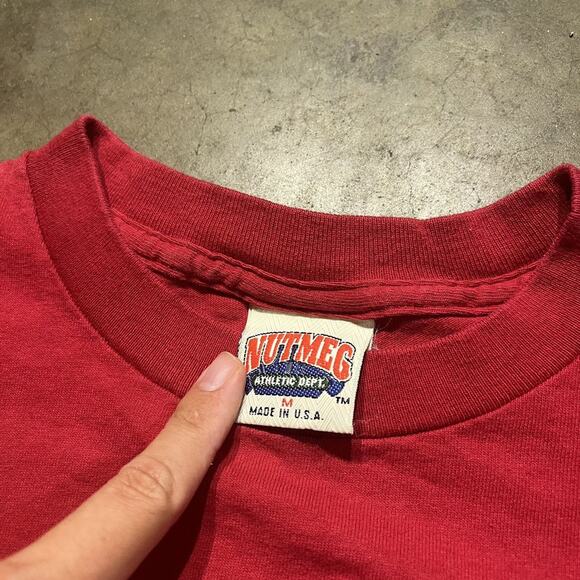 NUTMEG
ATHLETIC DEPT.
M TM
MADE IN U.S.A.